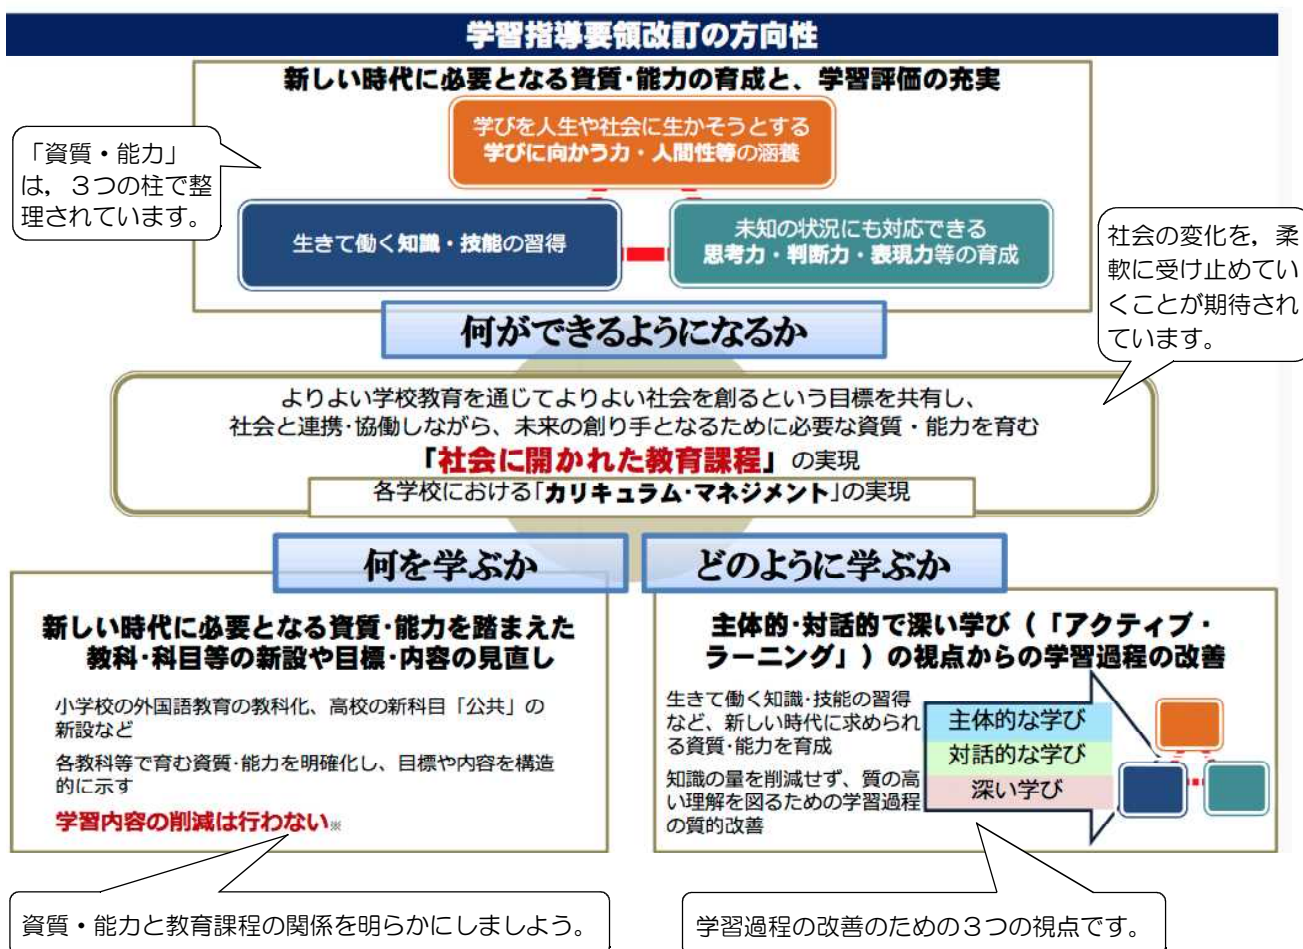 学習指導要領改訂の方向性
新しい時代に必要となる資質・能力の育成と、学習評価の充実
学びを人生や社会に生かそうとする
学びに向かう力・人間性等の涵養
「資質・能力」
は，３つの柱で整
理されています。
生きて働く知識・技能の習得
未知の状況にも対応できる
思考力・判断力・表現力等の育成
社会の変化を，柔
軟に受け止めてい
くことが期待され
ています。
何ができるようになるか
よりよい学校教育を通じてよりよい社会を創るという目標を共有し、
社会と連携・協働しながら、未来の創り手となるために必要な資質・能力を育む
「社会に開かれた教育課程」の実現
各学校における「カリキュラム・マネジメント」の実現
何を学ぶか
新しい時代に必要となる資質・能力を踏まえた
教科・科目等の新設や目標・内容の見直し
小学校の外国語教育の教科化、高校の新科目「公共」の
新設など
各教科等で育む資質・能力を明確化し、目標や内容を構造
的に示す
学習内容の削減は行わない※
どのように学ぶか
主体的・対話的で深い学び（「アクティブ・
ラーニング」）の視点からの学習過程の改善
生きて働く知識・技能の習得
など、新しい時代に求められ
る資質・能力を育成
知識の量を削減せず、質の高
い理解を図るための学習過程
の質的改善
主体的な学び
対話的な学び
深い学び
資質・能力と教育課程の関係を明らかにしましよう。
学習過程の改善のための３つの視点です。